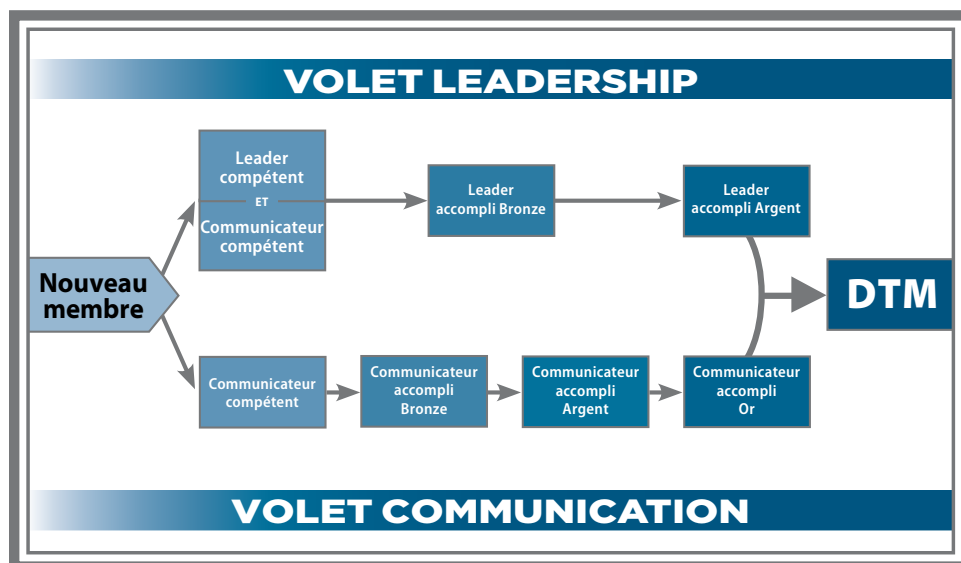 VOLET LEADERSHIP
Leader
compétent
ET
Communicateur
compétent
Leader
accompli Bronze
Leader
accompli Argent
Nouveau
membre
DTM
Communicateur
compétent
Communicateur
accompli
Bronze
Communicateur
accompli
Argent
Communicateur
accompli
Or
VOLET COMMUNICATION